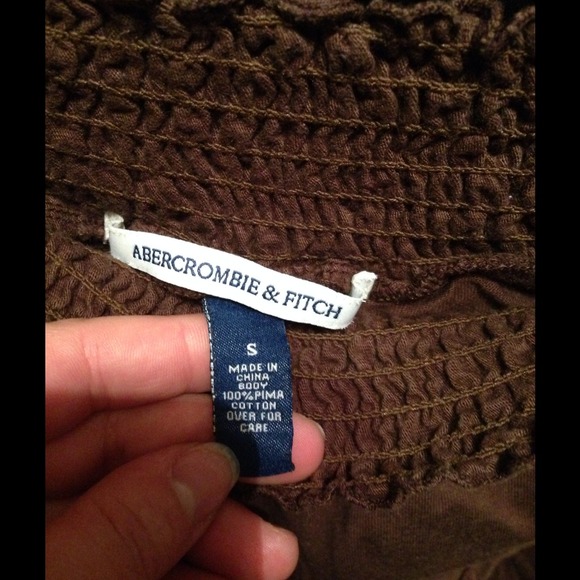 ABERCROMBIE & FITCH
S
MADE IN
CHINA
BODY
100% PIMA
COTTON
OVER FOR
CARE